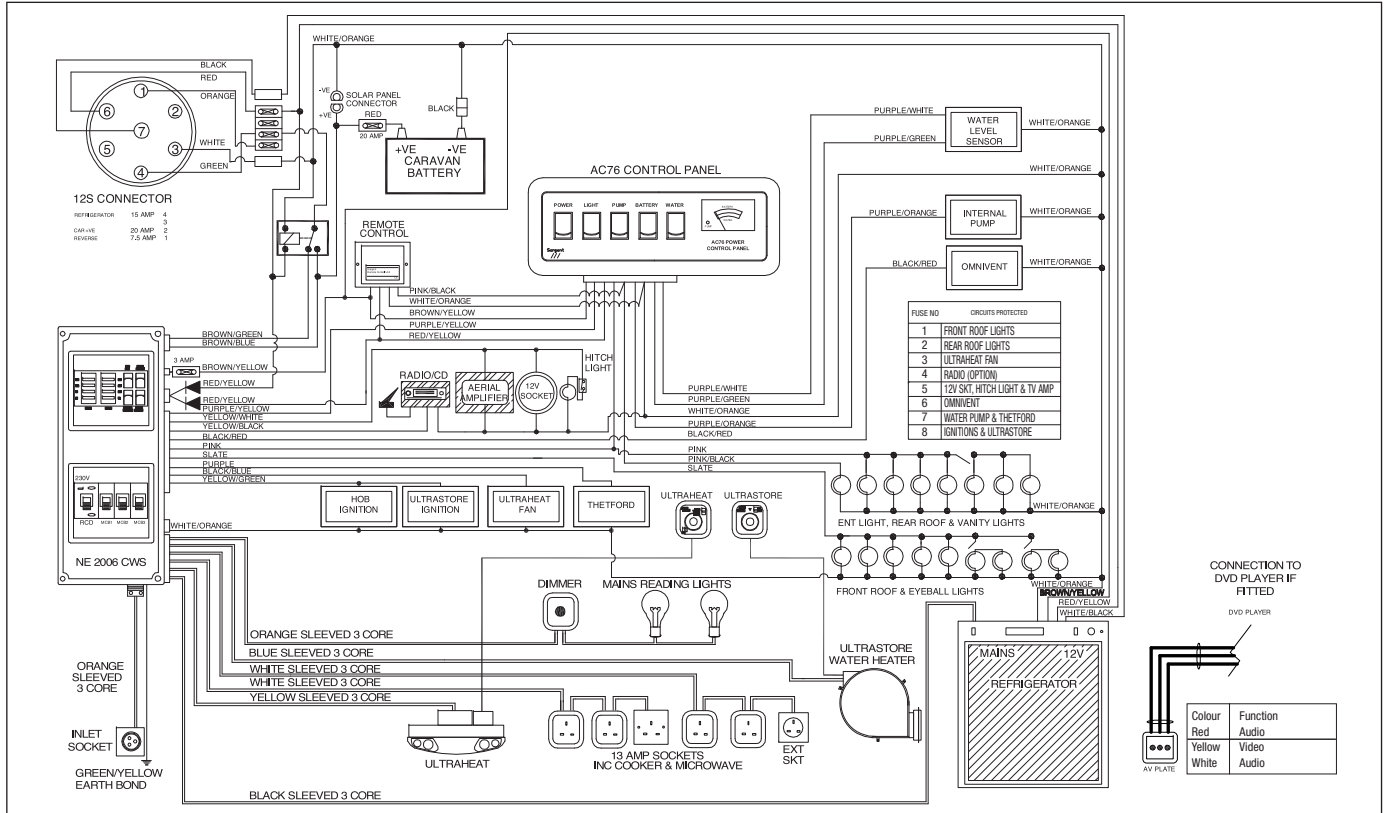 WHITE/ORANGE
BLACK
RED
ORANGE
WHITE
GREEN
1
2
3
4
5
6
7
12S CONNECTOR
REFRIGERATOR 15 AMP 4
3
CAR+VE 20 AMP 2
REVERSE 7.5 AMP 1
-VE
SOLAR PANEL
CONNECTOR
+VE
RED
20 AMP
BLACK
+VE -VE
CARAVAN
BATTERY
REMOTE
CONTROL
AC76 CONTROL PANEL
POWER LIGHT PUMP BATTERY WATER
Sargent
AC76 POWER
CONTROL PANEL
PURPLE/WHITE
PURPLE/GREEN
WATER
LEVEL
SENSOR
WHITE/ORANGE
WHITE/ORANGE
PURPLE/ORANGE
INTERNAL
PUMP
WHITE/ORANGE
BLACK/RED
OMNIVENT
WHITE/ORANGE
PINK/BLACK
WHITE/ORANGE
BROWN/YELLOW
PURPLE/YELLOW
RED/YELLOW
BROWN/GREEN
BROWN/BLUE
3 AMP
BROWN/YELLOW
RED/YELLOW
RED/YELLOW
PURPLE/YELLOW
YELLOW/WHITE
YELLOW/BLACK
BLACK/RED
PINK
SLATE
PURPLE
BLACK/BLUE
YELLOW/GREEN
WHITE/ORANGE
RADIO/CD
AERIAL
AMPLIFIER
12V
SOCKET
HITCH
LIGHT
PURPLE/WHITE
PURPLE/GREEN
WHITE/ORANGE
PURPLE/ORANGE
BLACK/RED
PINK
PINK/BLACK
SLATE
FUSE NO CIRCUITS PROTECTED
1 FRONT ROOF LIGHTS
2 REAR ROOF LIGHTS
3 ULTRAHEAT FAN
4 RADIO (OPTION)
5 12V SKT, HITCH LIGHT & TV AMP
6 OMNIVENT
7 WATER PUMP & THETFORD
8 IGNITIONS & ULTRASTORE
230V
RCD MCB1 MCB2 MCB3
NE 2006 CWS
HOB
IGNITION
ULTRASTORE
IGNITION
ULTRAHEAT
FAN
THETFORD
ULTRAHEAT
ULTRASTORE
WHITE/ORANGE
ENT LIGHT, REAR ROOF & VANITY LIGHTS
FRONT ROOF & EYEBALL LIGHTS
WHITE/ORANGE
BROWN/YELLOW
RED/YELLOW
WHITE/BLACK
DIMMER
MAINS READING LIGHTS
ORANGE SLEEVED 3 CORE
BLUE SLEEVED 3 CORE
WHITE SLEEVED 3 CORE
WHITE SLEEVED 3 CORE
YELLOW SLEEVED 3 CORE
ULTRASTORE
WATER HEATER
MAINS 12V
REFRIGERATOR
ORANGE
SLEEVED
3 CORE
INLET
SOCKET
GREEN/YELLOW
EARTH BOND
ULTRAHEAT
13 AMP SOCKETS
INC COOKER & MICROWAVE
EXT
SKT
BLACK SLEEVED 3 CORE
CONNECTION TO
DVD PLAYER IF
FITTED
DVD PLAYER
AV PLATE
Colour Function
Red Audio
Yellow Video
White Audio